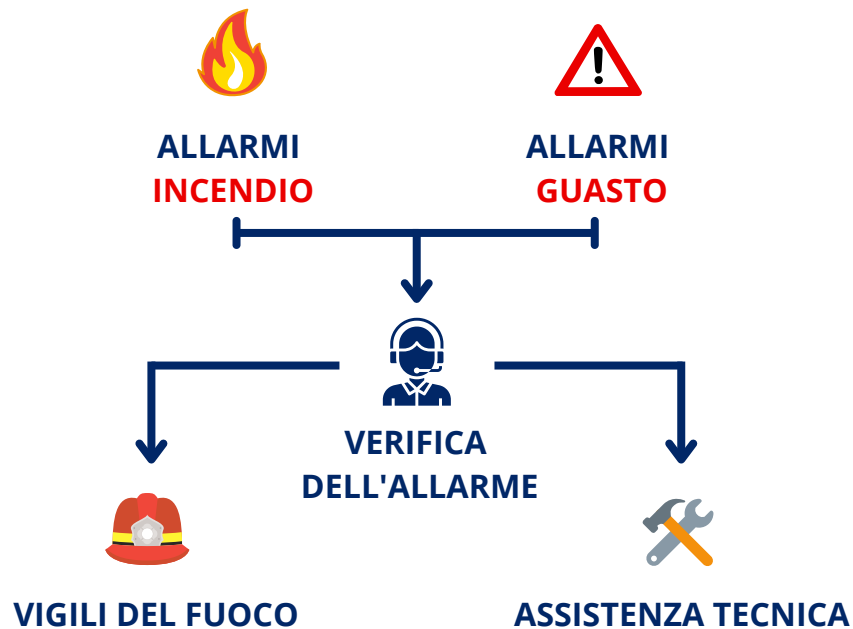 ALLARMI
INCENDIO
ALLARMI
GUASTO
VERIFICA
DELL'ALLARME
VIGILI DEL FUOCO
ASSISTENZA TECNICA